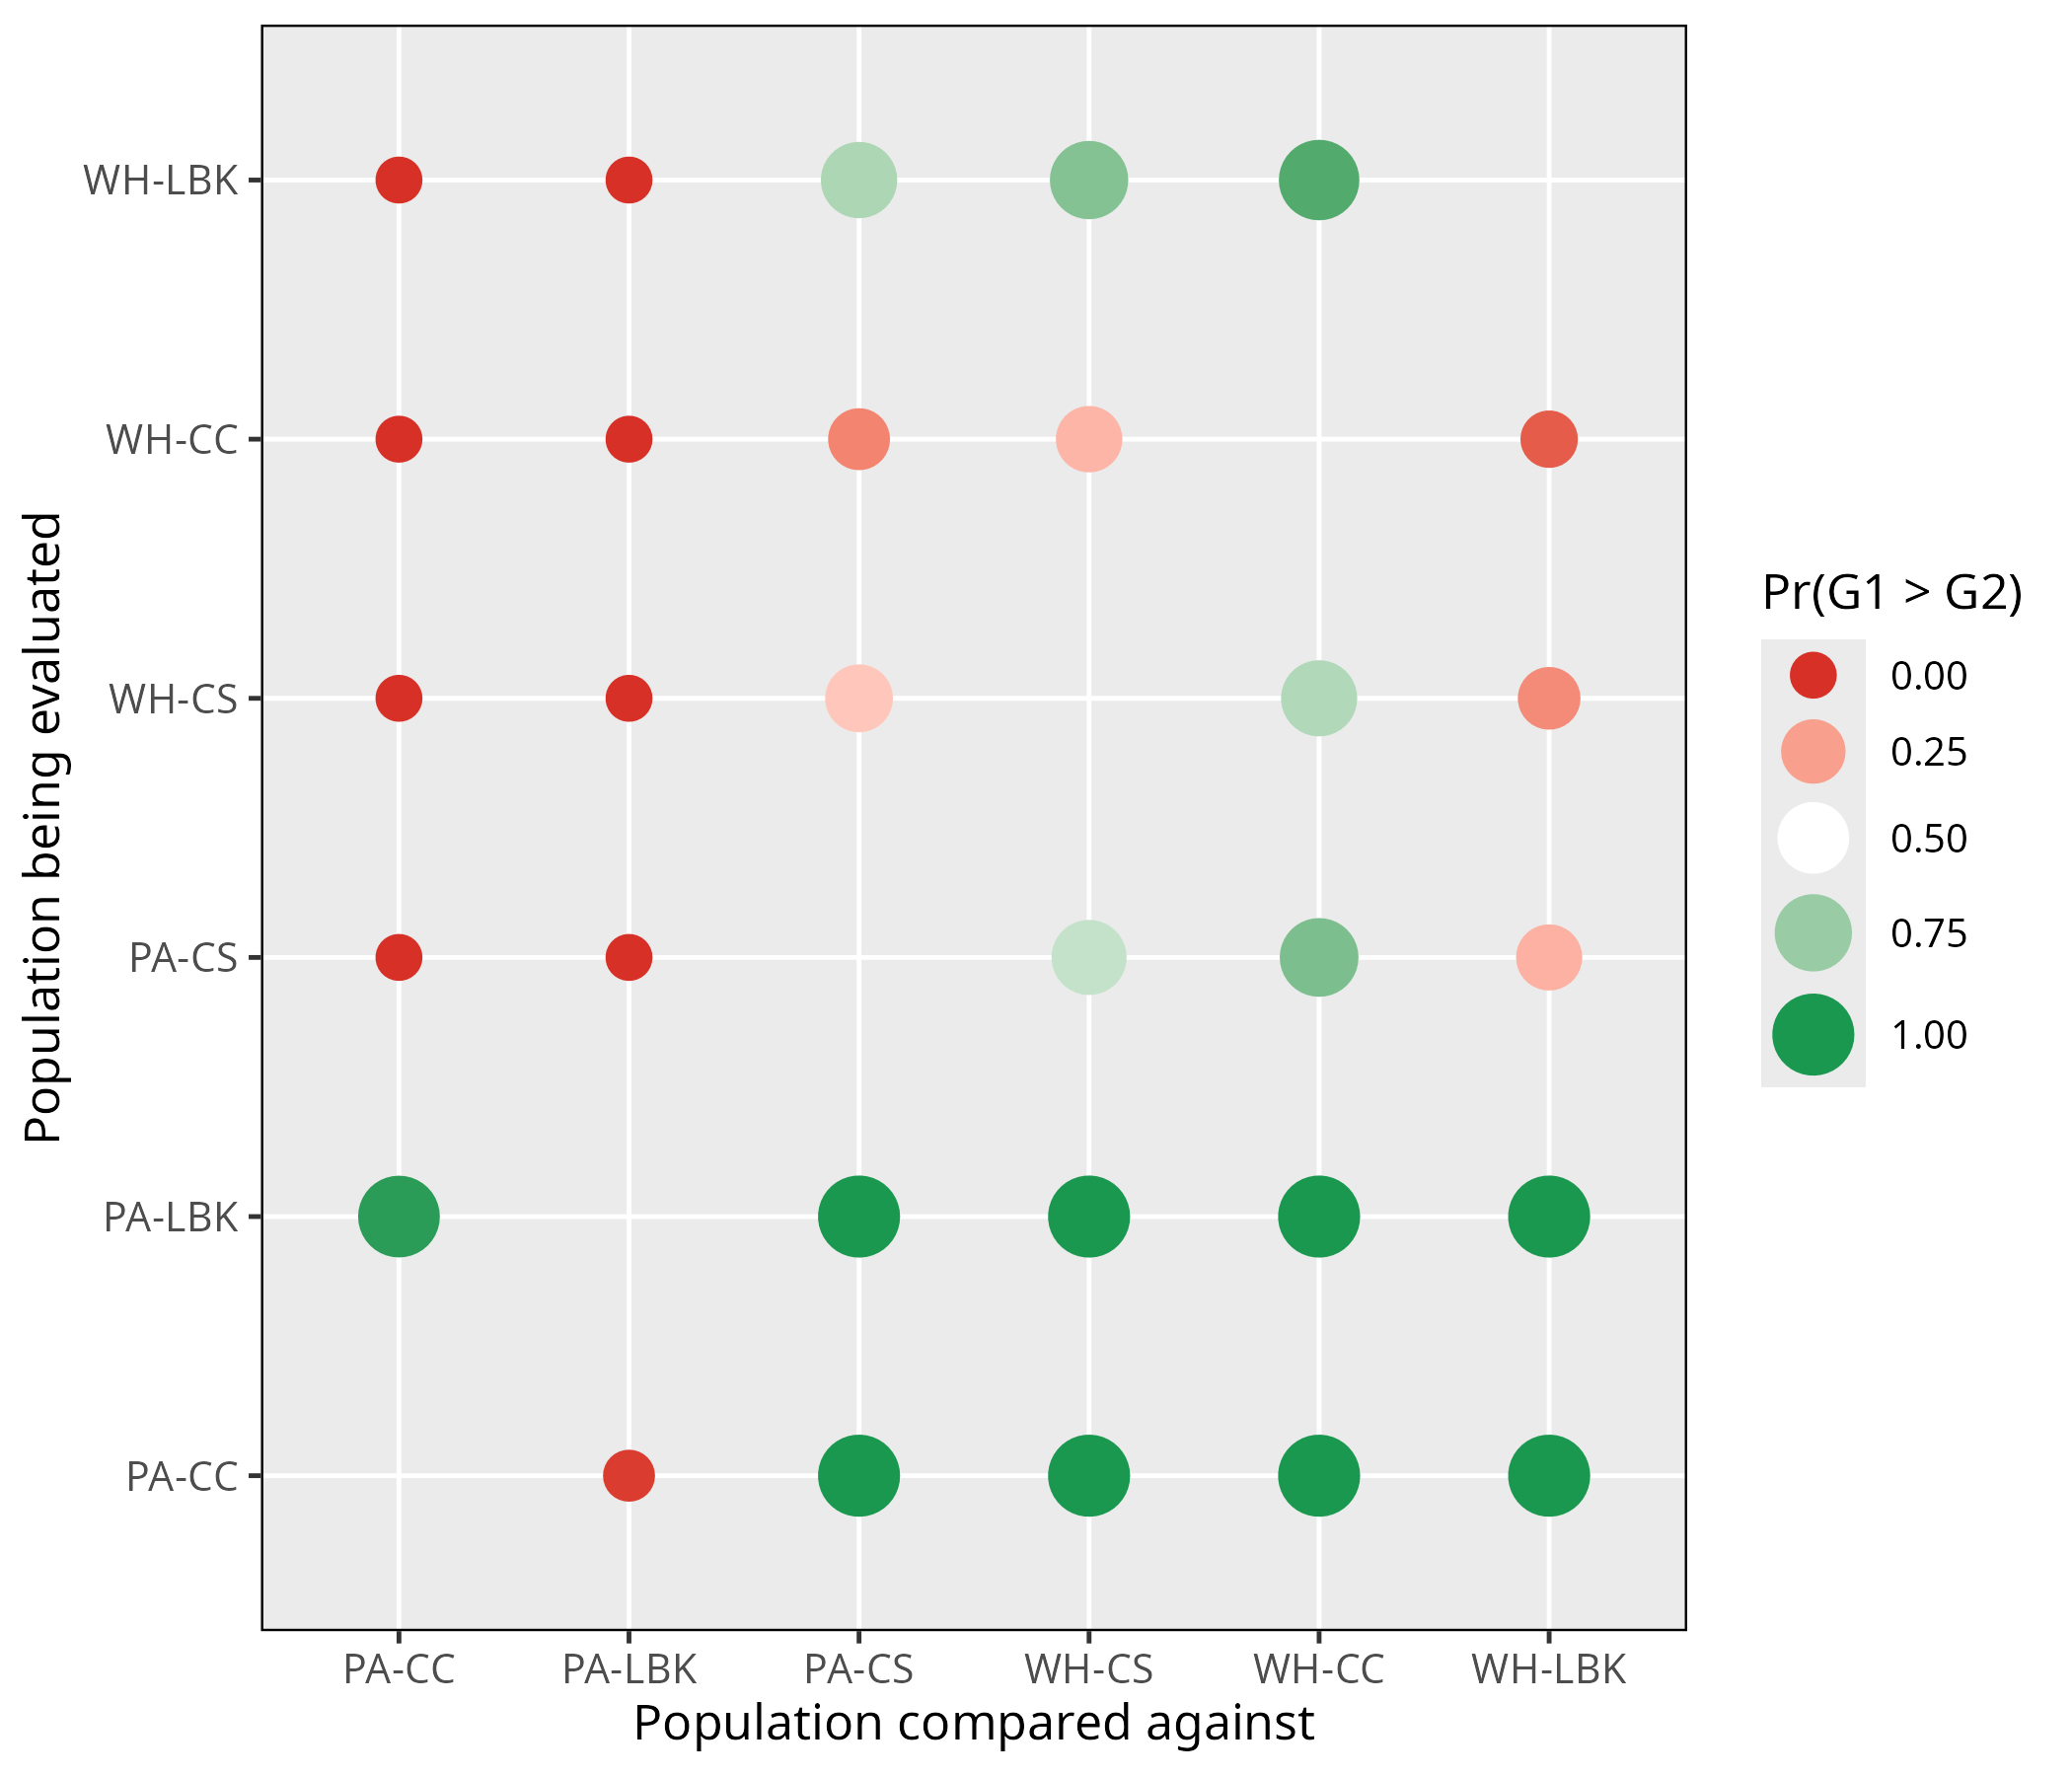 WH-LBK
WH-CC
WH-CS
PA-CS
PA-LBK
PA-CC
Population being evaluated
PA-CC PA-LBK PA-CS WH-CS WH-CC WH-LBK
Population compared against
Pr(G1 > G2)
0.00
0.25
0.50
0.75
1.00